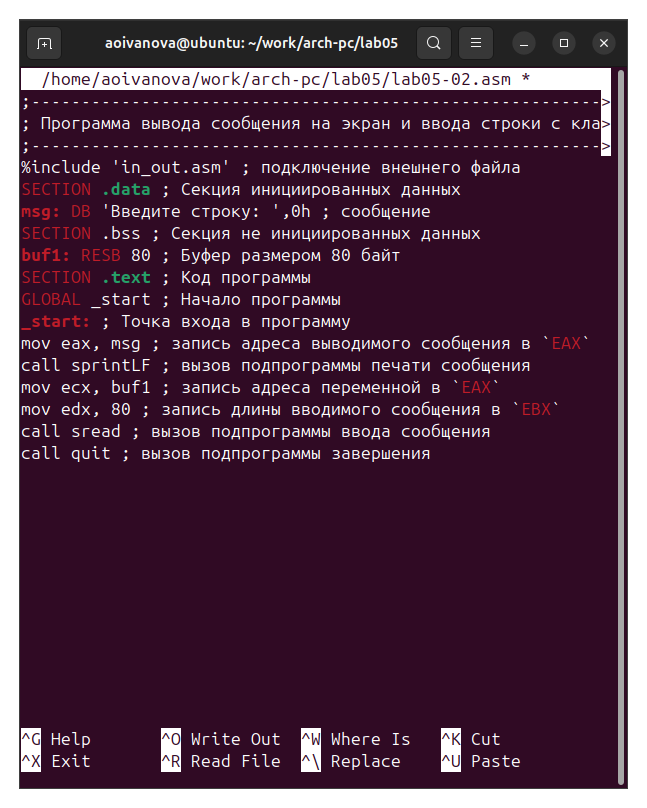 aoivanova@ubuntu: ~/work/arch-pc/lab05
/home/aoivanova/work/arch-pc/lab05/lab05-02.asm *
;--------------------------------------------------------->
; Программа вывода сообщения на экран и ввода строки с кла>
;--------------------------------------------------------->
%include 'in_out.asm' ; подключение внешнего файла
SECTION .data ; Секция инициированных данных
msg: DB 'Введите строку: ',0h ; сообщение
SECTION .bss ; Секция не инициированных данных
buf1: RESB 80 ; Буфер размером 80 байт
SECTION .text ; Код программы
GLOBAL _start ; Начало программы
_start: ; Точка входа в программу
mov eax, msg ; запись адреса выводимого сообщения в `EAX`
call sprintLF ; вызов подпрограммы печати сообщения
mov ecx, buf1 ; запись адреса переменной в `EAX`
mov edx, 80 ; запись длины вводимого сообщения в `EBX`
call sread ; вызов подпрограммы ввода сообщения
call quit ; вызов подпрограммы завершения
^G Help ^O Write Out ^W Where Is ^K Cut
^X Exit ^R Read File ^\ Replace ^U Paste